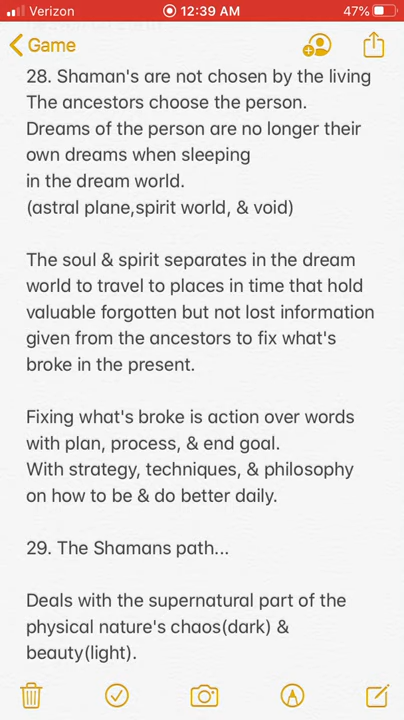 Verizon 12:39 AM 47%
Game
28. Shaman's are not chosen by the living
The ancestors choose the person.
Dreams of the person are no longer their
own dreams when sleeping
in the dream world.
(astral plane,spirit world, & void)
The soul & spirit separates in the dream
world to travel to places in time that hold
valuable forgotten but not lost information
given from the ancestors to fix what's
broke in the present.
Fixing what's broke is action over words
with plan, process, & end goal.
With strategy, techniques, & philosophy
on how to be & do better daily.
29. The Shamans path...
Deals with the supernatural part of the
physical nature's chaos(dark) &
beauty(light).